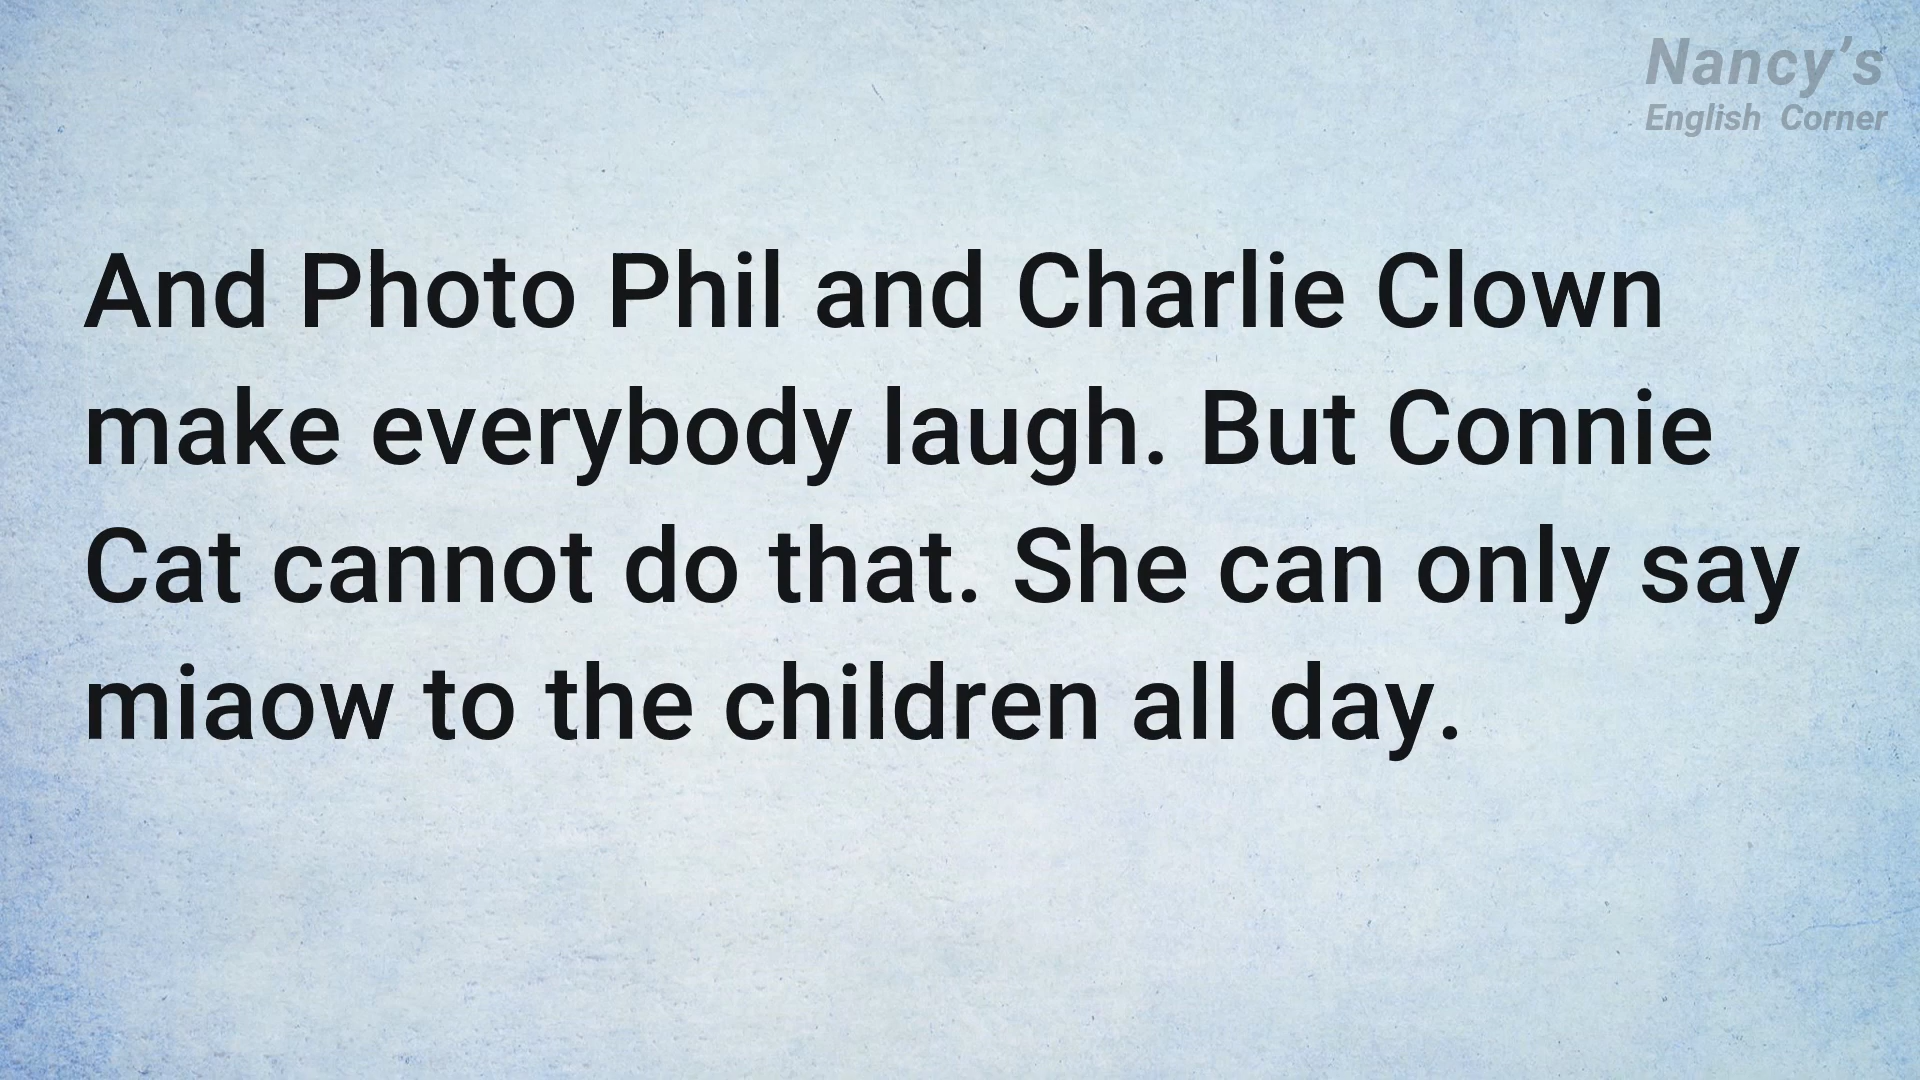 Nancy’s
English Corner
And Photo Phil and Charlie Clown
make everybody laugh. But Connie
Cat cannot do that. She can only say
miaow to the children all day.